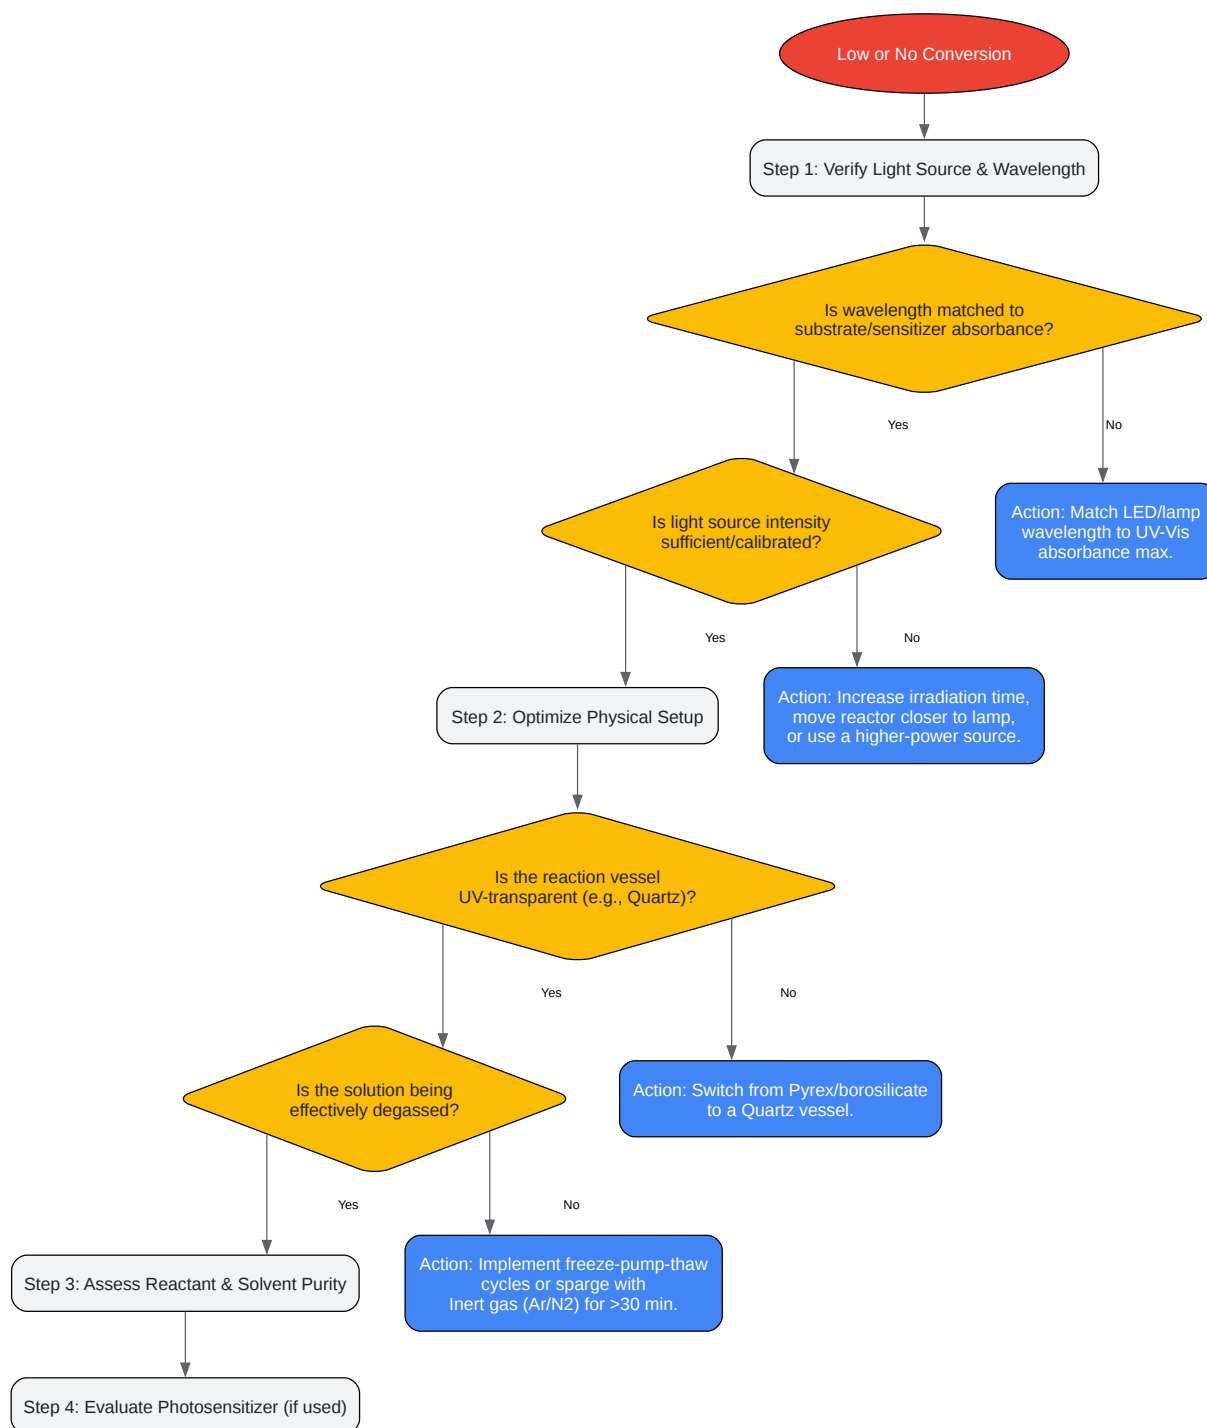 Low or No Conversion
Step 1: Verify Light Source & Wavelength
Is wavelength matched to
substrate/sensitizer absorbance?
Yes
No
Is light source intensity
sufficient/calibrated?
Action: Match LED/lamp
wavelength to UV-Vis
absorbance max.
Yes
No
Step 2: Optimize Physical Setup
Action: Increase irradiation time,
move reactor closer to lamp,
or use a higher-power source.
Is the reaction vessel
UV-transparent (e.g., Quartz)?
Yes
No
Is the solution being
effectively degassed?
Action: Switch from Pyrex/borosilicate
to a Quartz vessel.
Yes
No
Step 3: Assess Reactant & Solvent Purity
Action: Implement freeze-pump-thaw
cycles or sparge with
Inert gas (Ar/N2) for >30 min.
Step 4: Evaluate Photosensitizer (if used)